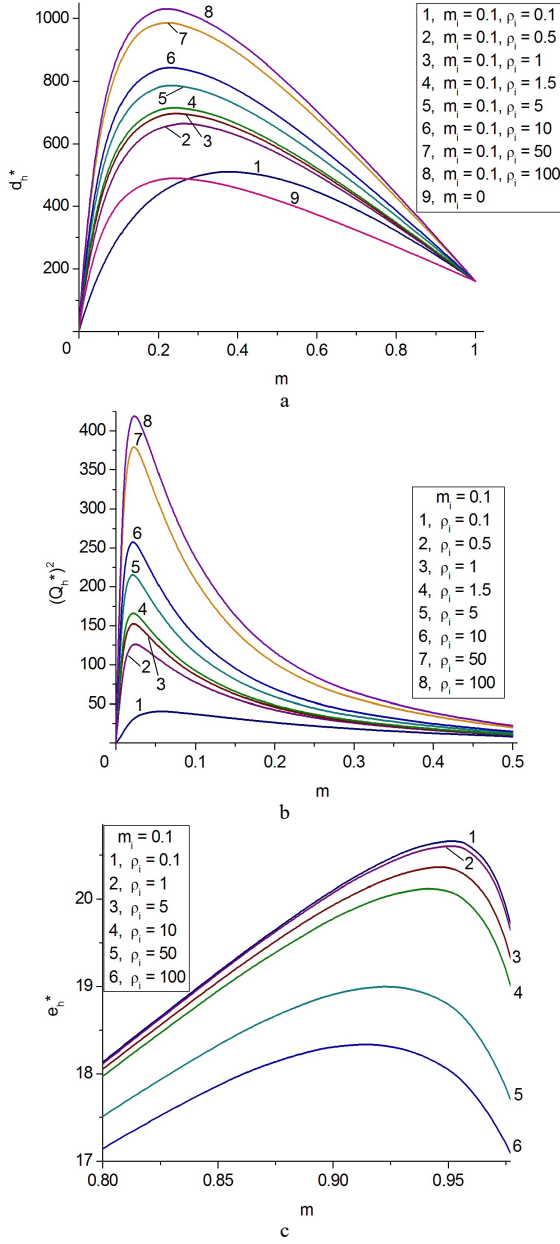 1000
800
600
400
200
0
0.2
0.4
0.6
0.8
1
d_h*
m
8
7
6
5
4
3
2
1
9
1, m_i = 0.1, ρ_i = 0.1
2, m_i = 0.1, ρ_i = 0.5
3, m_i = 0.1, ρ_i = 1
4, m_i = 0.1, ρ_i = 1.5
5, m_i = 0.1, ρ_i = 5
6, m_i = 0.1, ρ_i = 10
7, m_i = 0.1, ρ_i = 50
8, m_i = 0.1, ρ_i = 100
9, m_i = 0
a
400
350
300
250
200
150
100
50
0
0.1
0.2
0.3
0.4
0.5
(Q_h*)²
m
8
7
6
5
4
3
2
1
m_i = 0.1
1, ρ_i = 0.1
2, ρ_i = 0.5
3, ρ_i = 1
4, ρ_i = 1.5
5, ρ_i = 5
6, ρ_i = 10
7, ρ_i = 50
8, ρ_i = 100
b
m_i = 0.1
1, ρ_i = 0.1
2, ρ_i = 1
3, ρ_i = 5
4, ρ_i = 10
5, ρ_i = 50
6, ρ_i = 100
20
19
18
17
0.80
0.85
0.90
0.95
e_h*
m
1
2
3
4
5
6
c